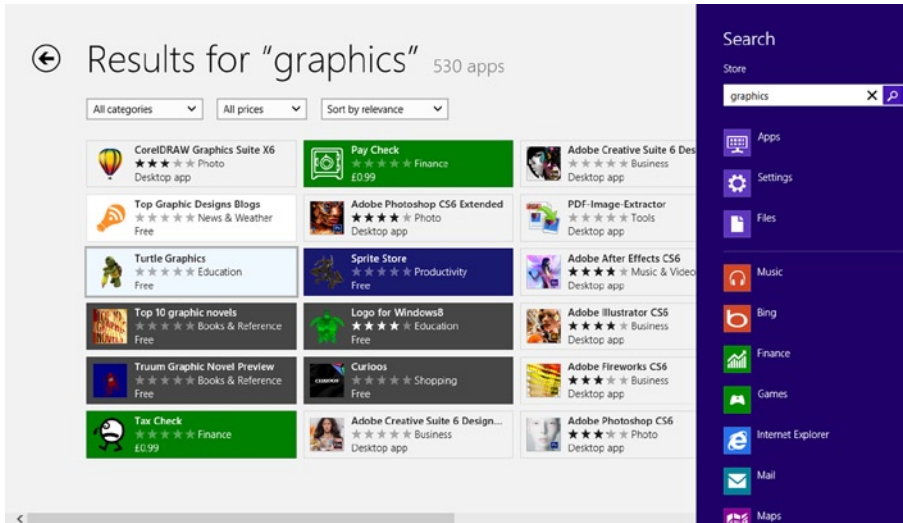 Results for “graphics” 530 apps
All categories
All prices
Sort by relevance
CorelDRAW Graphics Suite X6
Photo
Desktop app
Top Graphic Designs Blogs
News & Weather
Free
Turtle Graphics
Education
Free
Top 10 graphic novels
Books & Reference
Free
Truum Graphic Novel Preview
Books & Reference
Free
Tax Check
Finance
£0.99
Pay Check
Finance
£0.99
Adobe Photoshop CS6 Extended
Photo
Desktop app
Sprite Store
Productivity
Free
Logo for Windows8
Education
Free
Curioos
Shopping
Free
Adobe Creative Suite 6 Design...
Business
Desktop app
Adobe Creative Suite 6 Des
Business
Desktop app
PDF-Image-Extractor
Tools
Desktop app
Adobe After Effects CS6
Music & Video
Desktop app
Adobe Illustrator CS6
Business
Desktop app
Adobe Fireworks CS6
Business
Desktop app
Adobe Photoshop CS6
Photo
Desktop app
Search
Store
graphics
Apps
Settings
Files
Music
Bing
Finance
Games
Internet Explorer
Mail
Maps